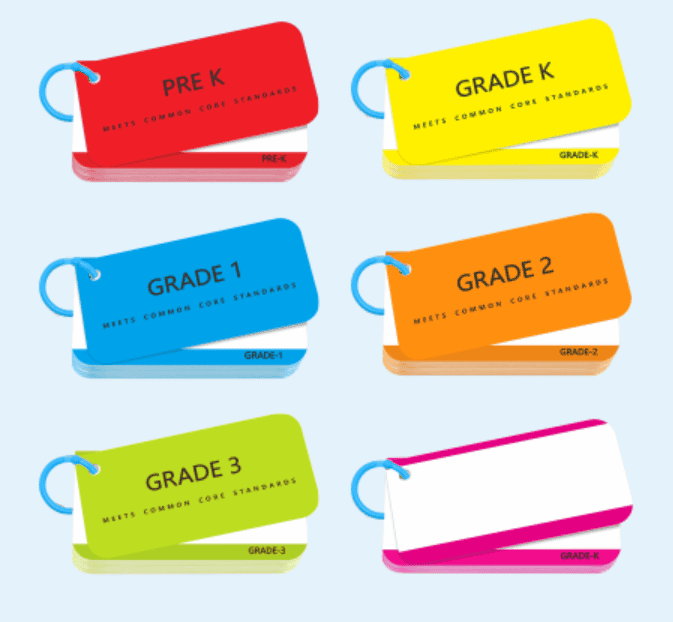 PRE K
MEETS COMMON CORE STANDARDS
PRE-K
GRADE K
MEETS COMMON CORE STANDARDS
GRADE-K
GRADE 1
MEETS COMMON CORE STANDARDS
GRADE-1
GRADE 2
MEETS COMMON CORE STANDARDS
GRADE-2
GRADE 3
MEETS COMMON CORE STANDARDS
GRADE-3
GRADE-K